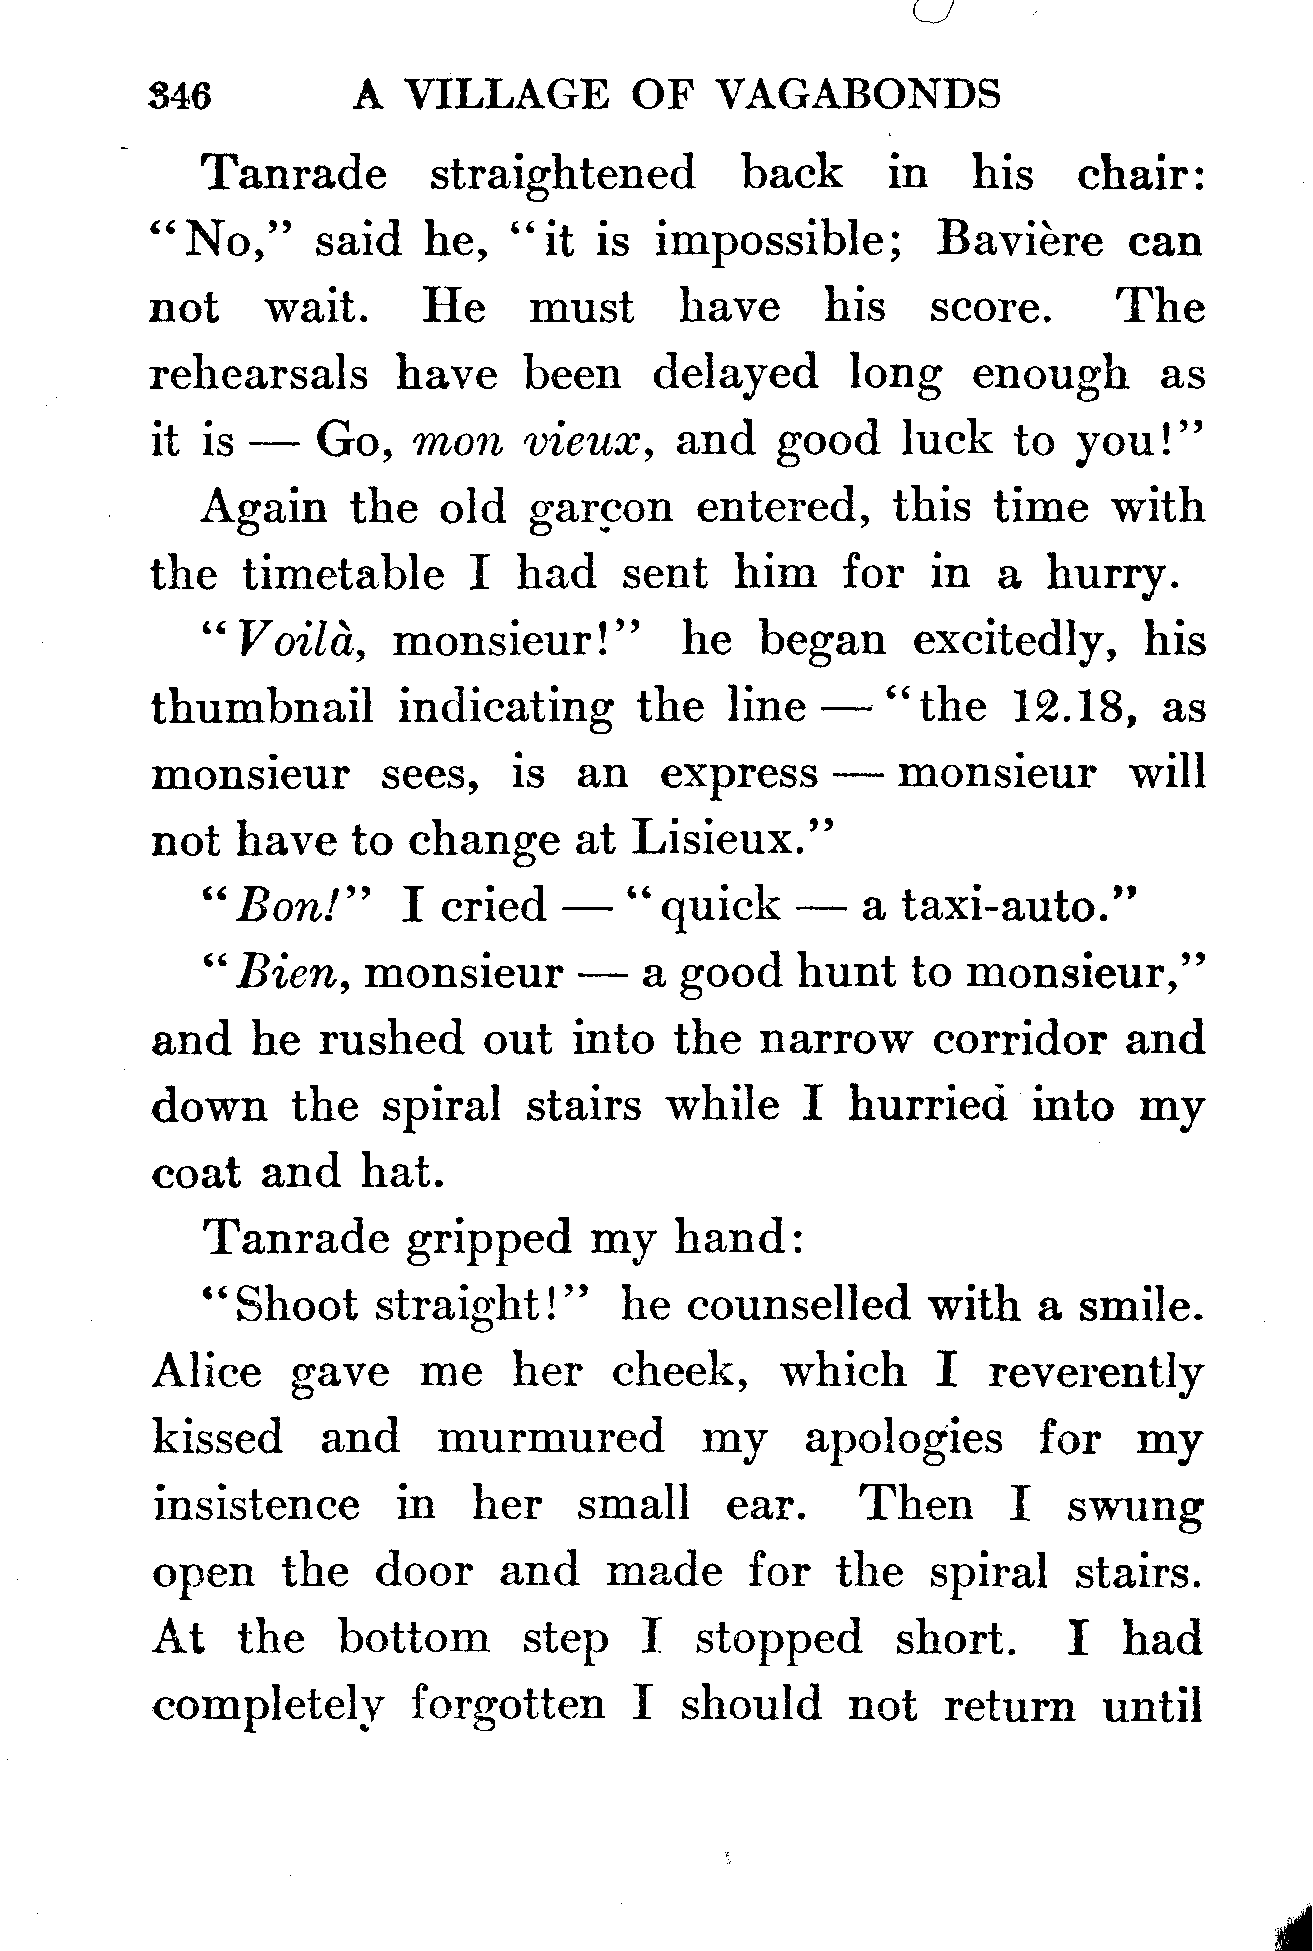 346 A VILLAGE OF VAGABONDS
Tanrade straightened back in his chair:
“No,” said he, “it is impossible; Bavière can
not wait. He must have his score. The
rehearsals have been delayed long enough as
it is — Go, mon vieux, and good luck to you!”
Again the old garçon entered, this time with
the timetable I had sent him for in a hurry.
“Voilà, monsieur!” he began excitedly, his
thumbnail indicating the line — “the 12.18, as
monsieur sees, is an express — monsieur will
not have to change at Lisieux.”
“Bon!” I cried — “quick — a taxi-auto.”
“Bien, monsieur — a good hunt to monsieur,”
and he rushed out into the narrow corridor and
down the spiral stairs while I hurried into my
coat and hat.
Tanrade gripped my hand:
“Shoot straight!” he counselled with a smile.
Alice gave me her cheek, which I reverently
kissed and murmured my apologies for my
insistence in her small ear. Then I swung
open the door and made for the spiral stairs.
At the bottom step I stopped short. I had
completely forgotten I should not return until